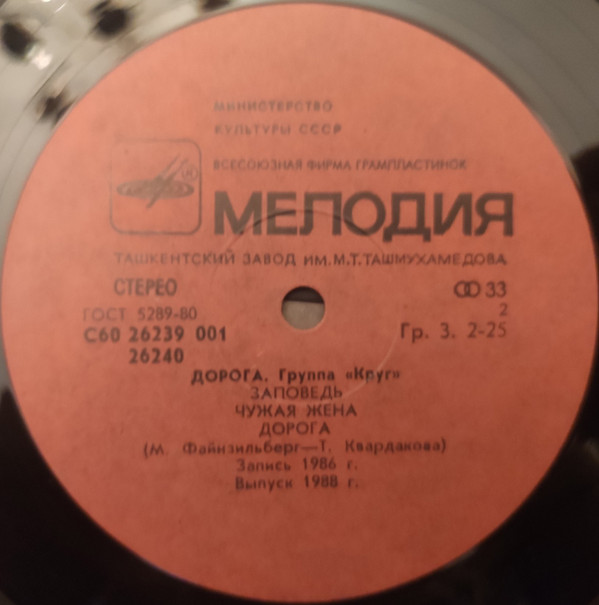 МИНИСТЕРСТВО
КУЛЬТУРЫ СССР
ВСЕСОЮЗНАЯ ФИРМА ГРАМПЛАСТИНОК
МЕЛОДИЯ
ТАШКЕНТСКИЙ ЗАВОД ИМ. М.Т. ТАШМУХАМЕДОВА
СТЕРЕО 33
ГОСТ 5289-80 2
С60 26239 001 Гр. 3. 2-25
26240
ДОРОГА. Группа «Круг»
ЗАПОВЕДЬ
ЧУЖАЯ ЖЕНА
ДОРОГА
(М. Файнзильберг—Т. Квардакова)
Запись 1986 г.
Выпуск 1988 г.